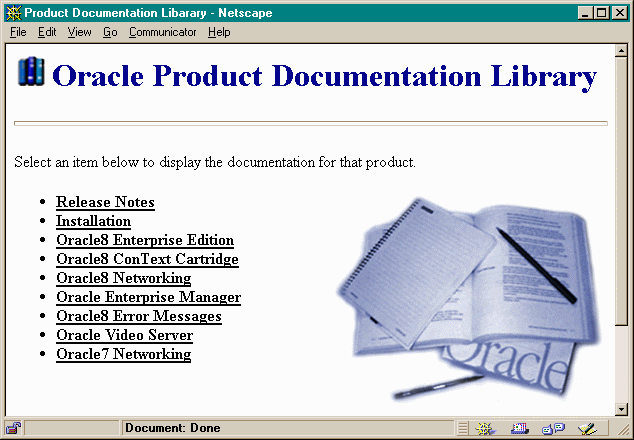 Product Documentation Libarary - Netscape
File Edit View Go Communicator Help
Oracle Product Documentation Library
Select an item below to display the documentation for that product.
Release Notes
Installation
Oracle8 Enterprise Edition
Oracle8 ConText Cartridge
Oracle8 Networking
Oracle Enterprise Manager
Oracle8 Error Messages
Oracle Video Server
Oracle7 Networking
Oracle
Document: Done